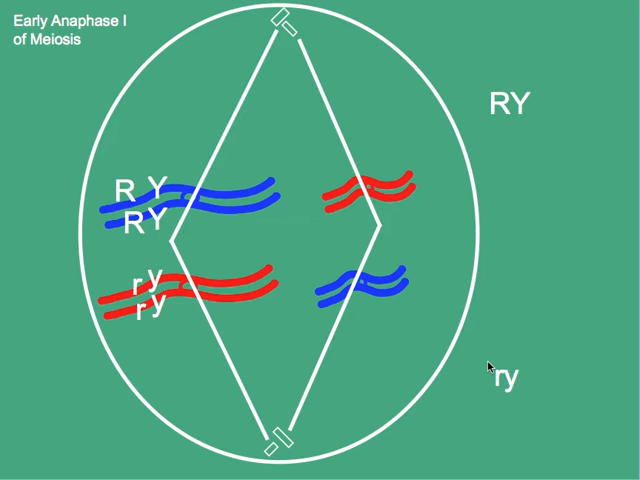 Early Anaphase I
of Meiosis
RY
R Y
R Y
r y
r y
ry